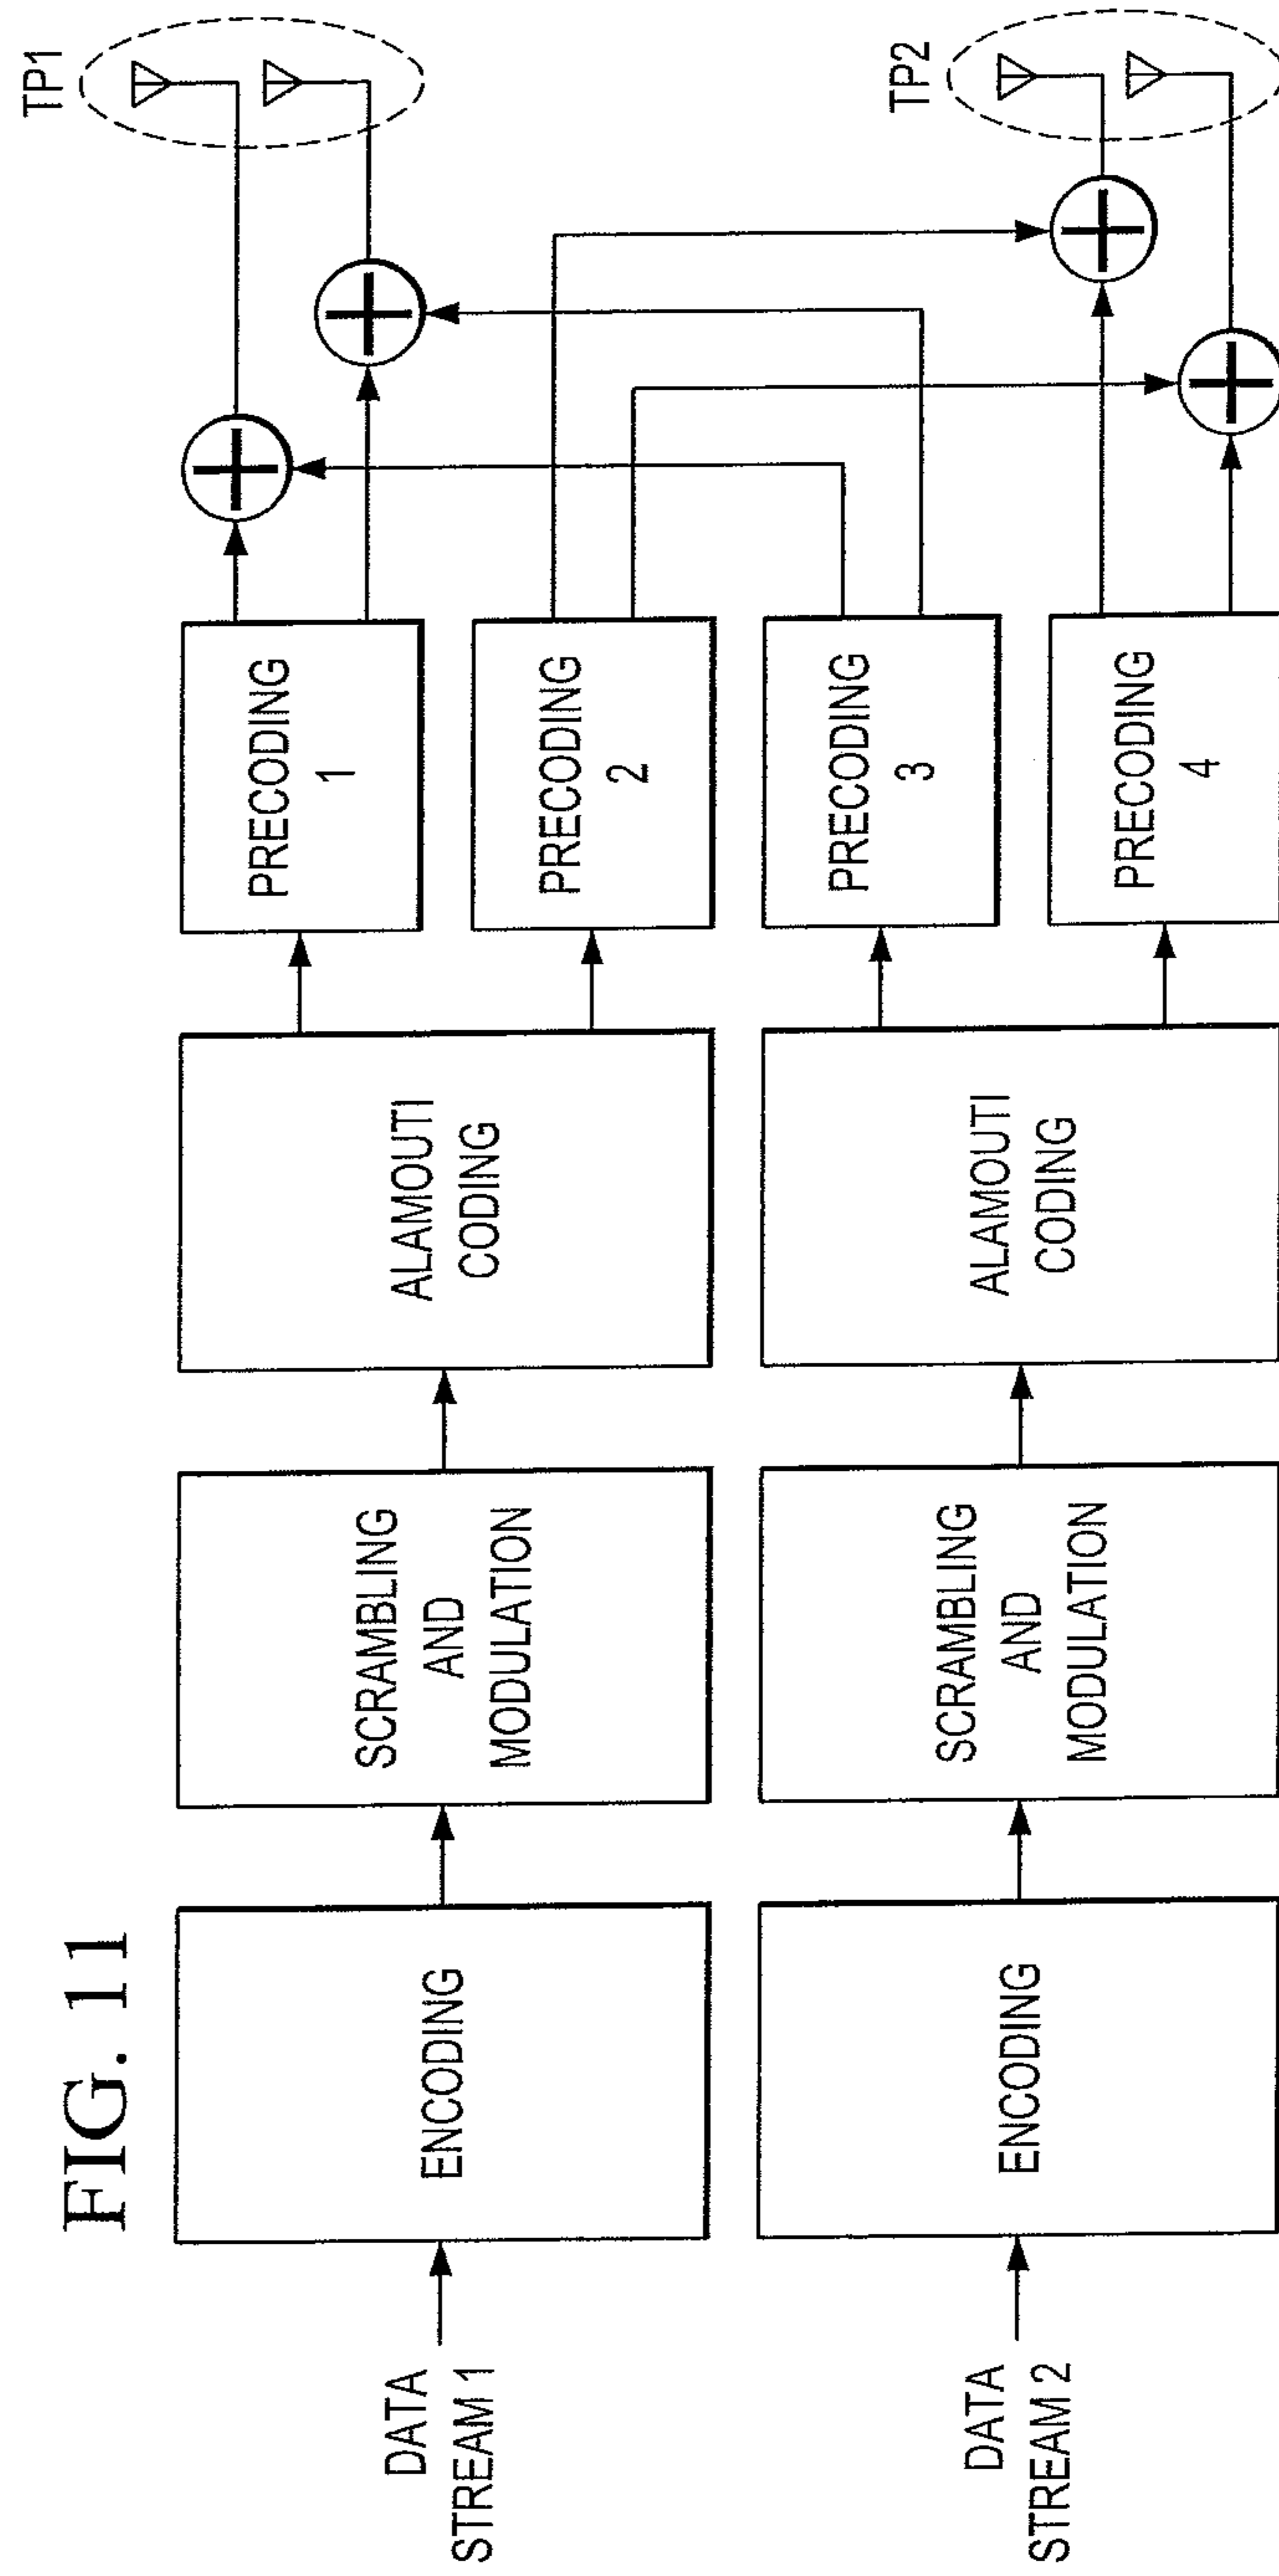 FIG. 11
DATA
STREAM 1
ENCODING
SCRAMBLING
AND
MODULATION
ALAMOUTI
CODING
PRECODING
1
PRECODING
2
TP1
DATA
STREAM 2
ENCODING
SCRAMBLING
AND
MODULATION
ALAMOUTI
CODING
PRECODING
3
PRECODING
4
TP2